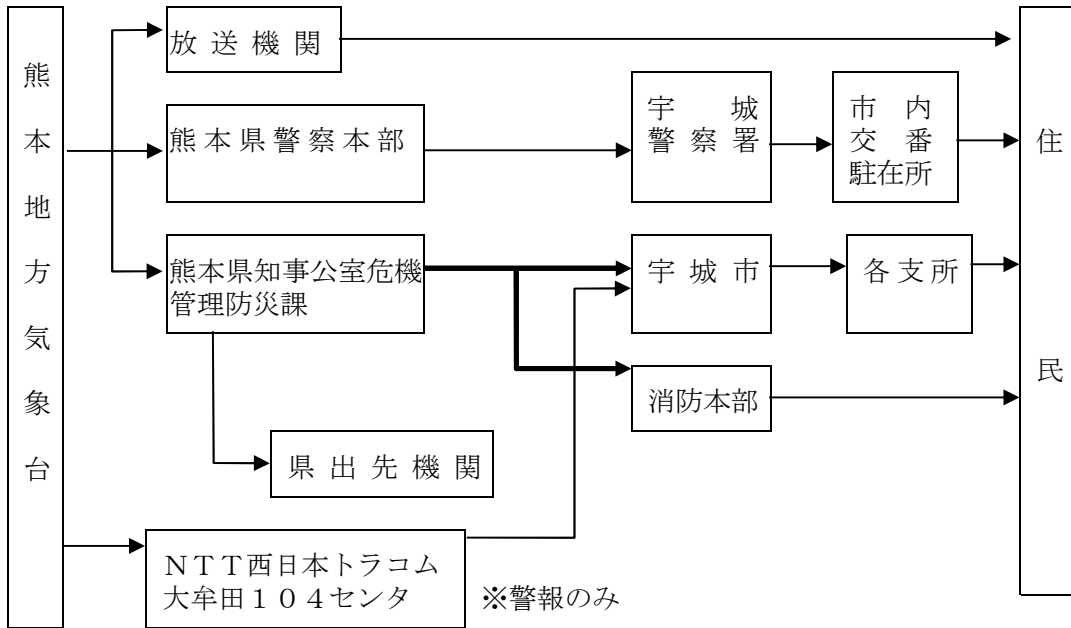 熊本地方気象台
放送機関
熊本県警察本部
宇城
警察署
市内
交番
駐在所
熊本県知事公室危機
管理防災課
宇城市
各支所
消防本部
県出先機関
NTT西日本トラコム
大牟田104センタ
※警報のみ
住民